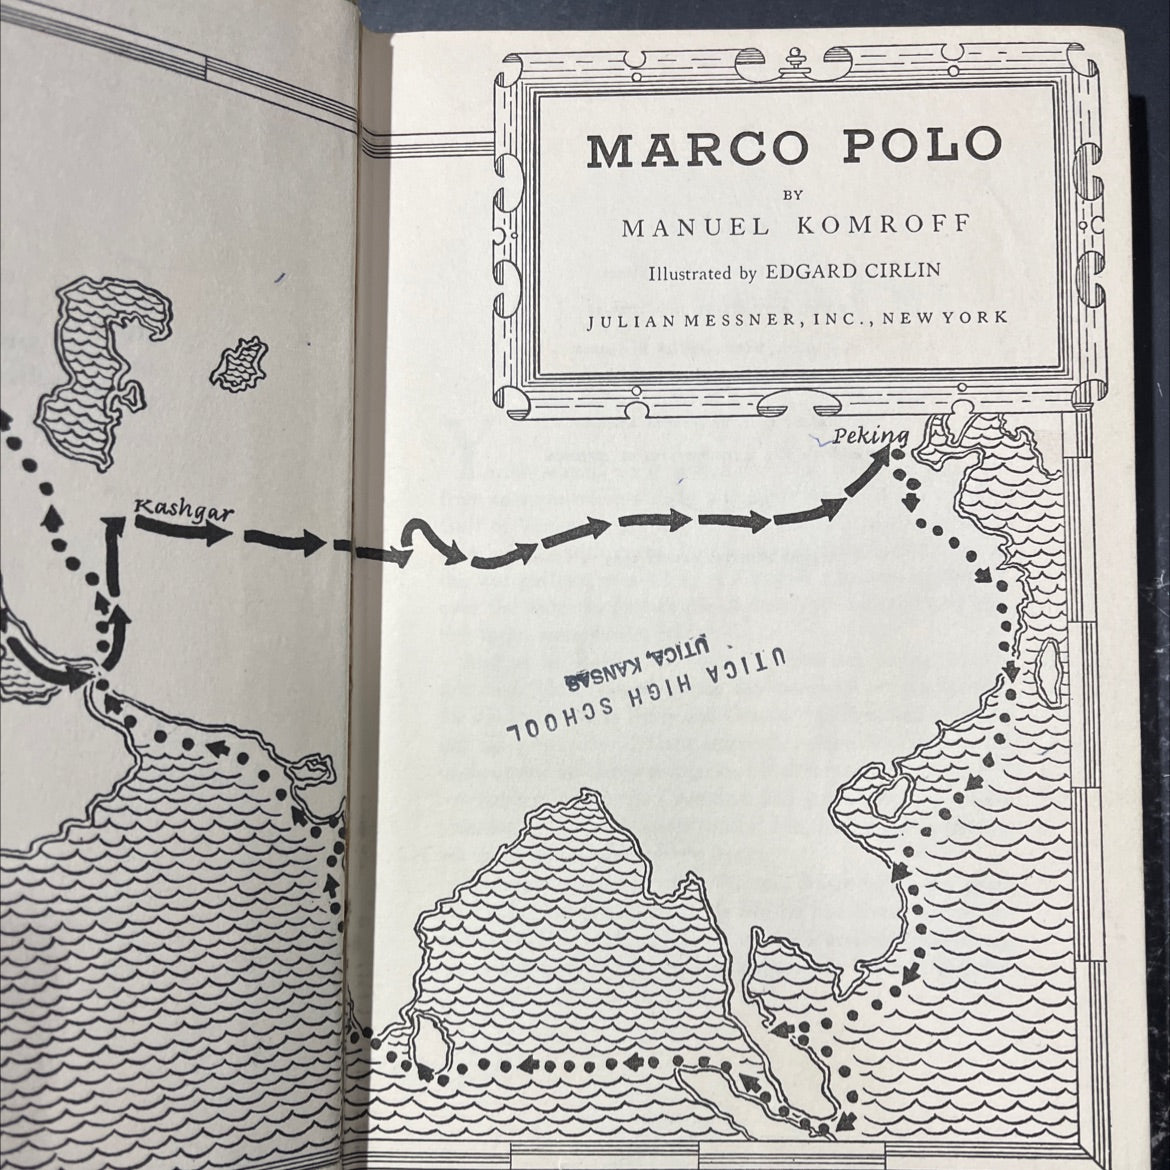 MARCO POLO
BY
MANUEL KOMROFF
Illustrated by EDGARD CIRLIN
JULIAN MESSNER, INC., NEW YORK
Peking
Kashgar
UTICA HIGH SCHOOL
UTICA, KANSAS